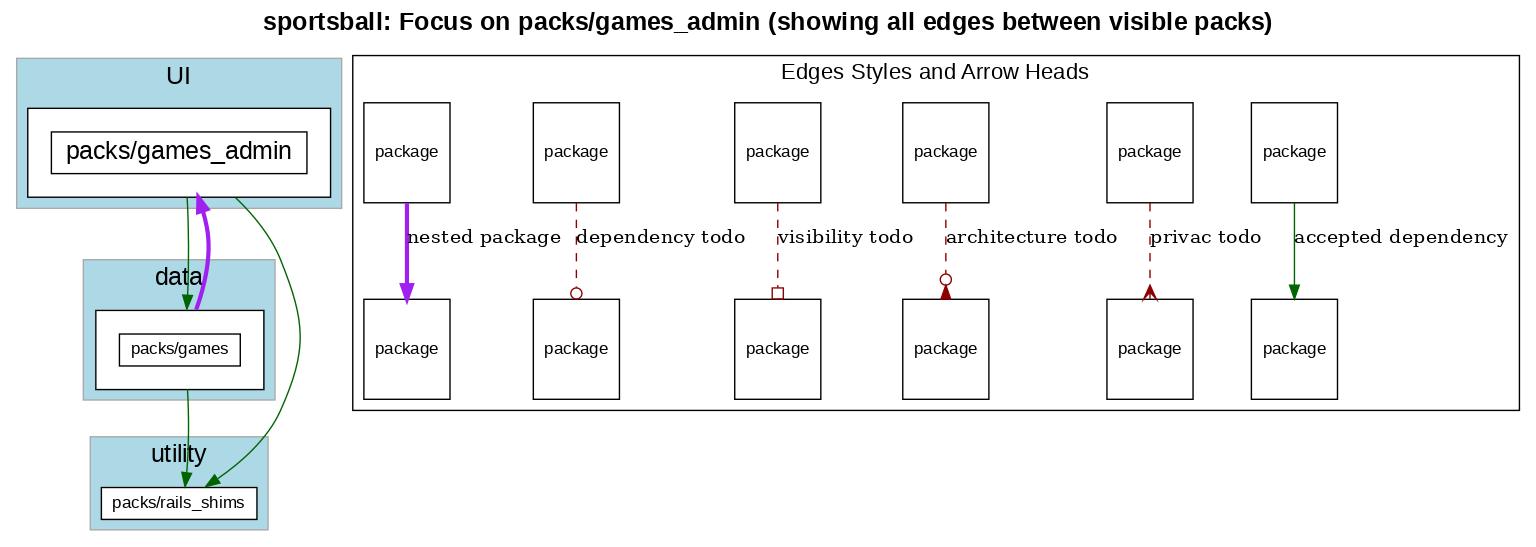 sportsball: Focus on packs/games_admin (showing all edges between visible packs)
UI
packs/games_admin
data
packs/games
utility
packs/rails_shims
Edges Styles and Arrow Heads
package
package
package
package
package
package
nested package
dependency todo
visibility todo
architecture todo
privac todo
accepted dependency
package
package
package
package
package
package